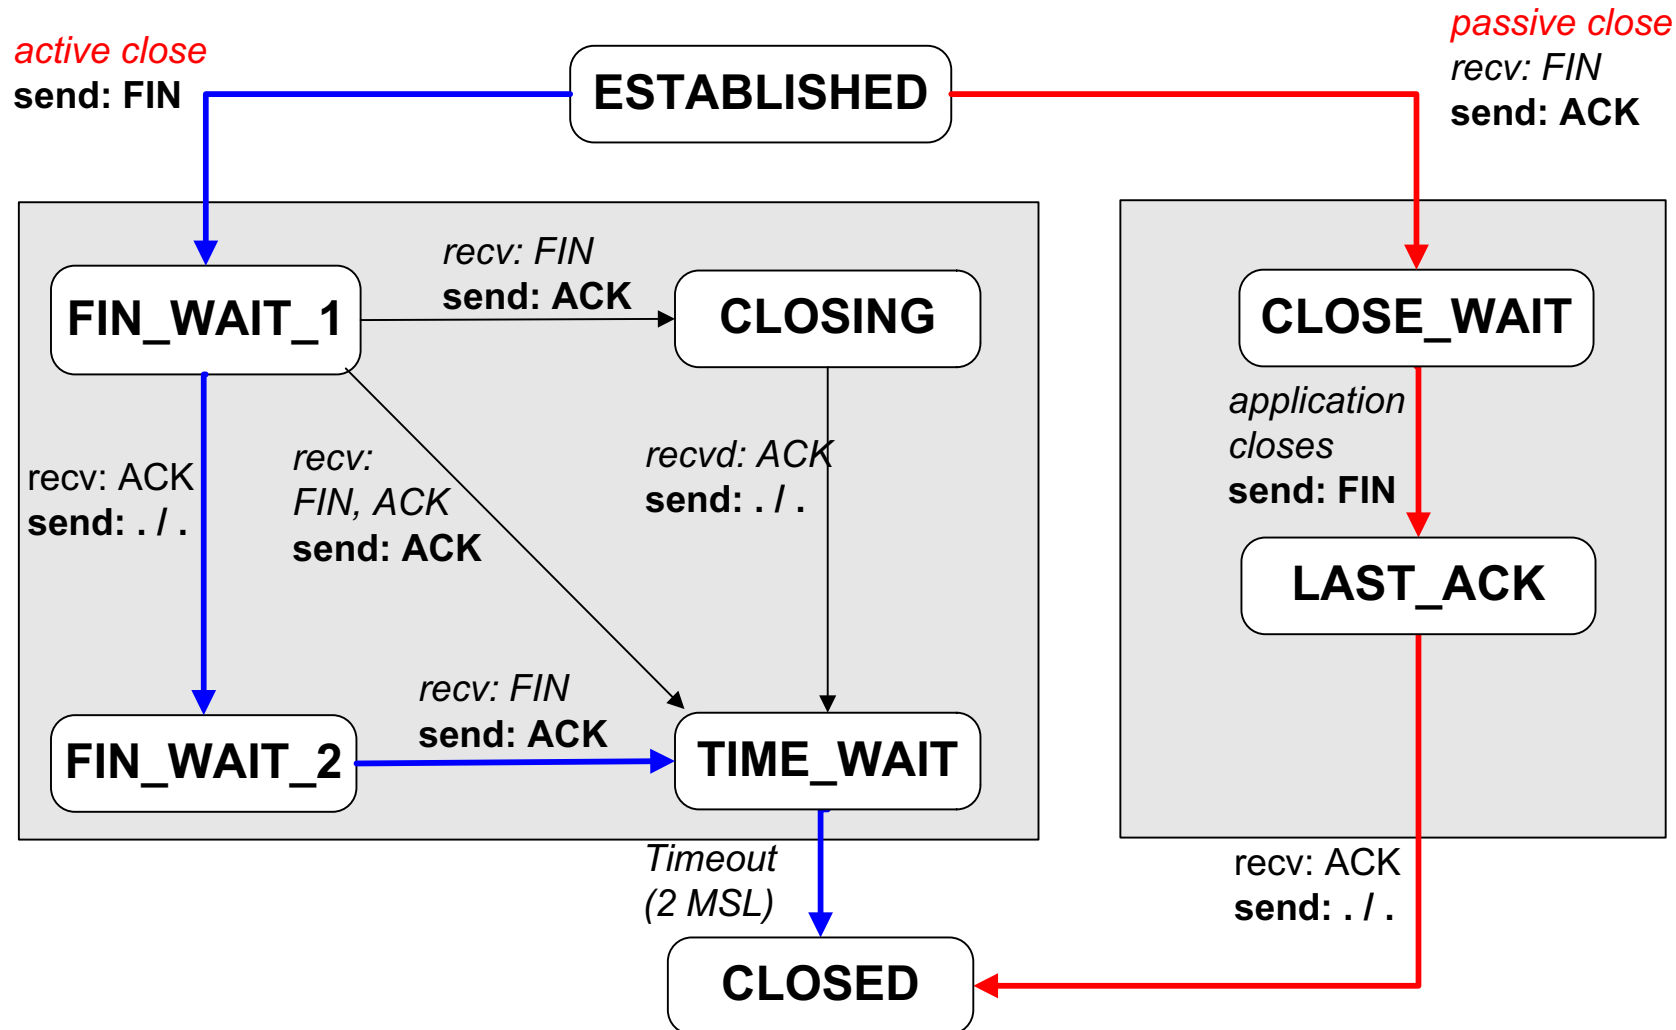 active close
send: FIN
ESTABLISHED
passive close
recv: FIN
send: ACK
FIN_WAIT_1
recv: FIN
send: ACK
CLOSING
CLOSE_WAIT
recv: ACK
send: . / .
recv:
FIN, ACK
send: ACK
recvd: ACK
send: . / .
application
closes
send: FIN
LAST_ACK
FIN_WAIT_2
recv: FIN
send: ACK
TIME_WAIT
Timeout
(2 MSL)
recv: ACK
send: . / .
CLOSED